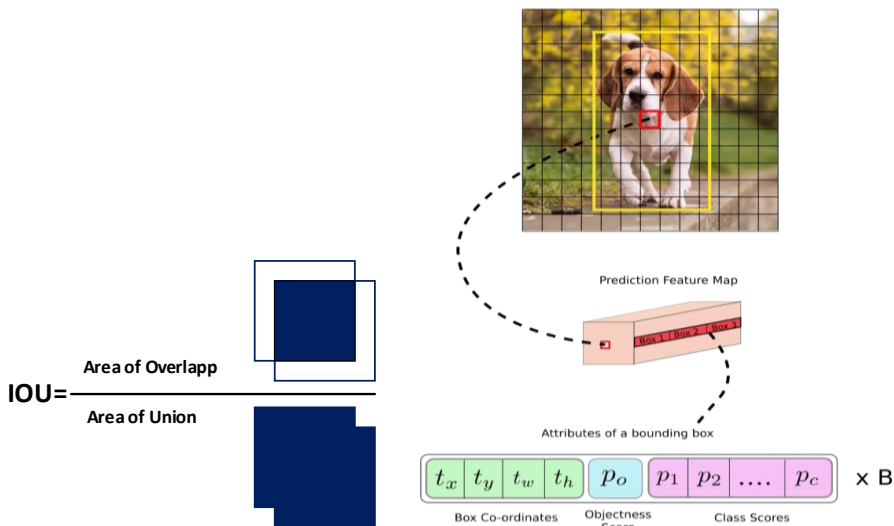 Prediction Feature Map
Box 1 Box 2 Box 3
Area of Overlapp
IOU=
Area of Union
Attributes of a bounding box
t_x t_y t_w t_h p_o p_1 p_2 .... p_c x B
Box Co-ordinates Objectness Class Scores
Score